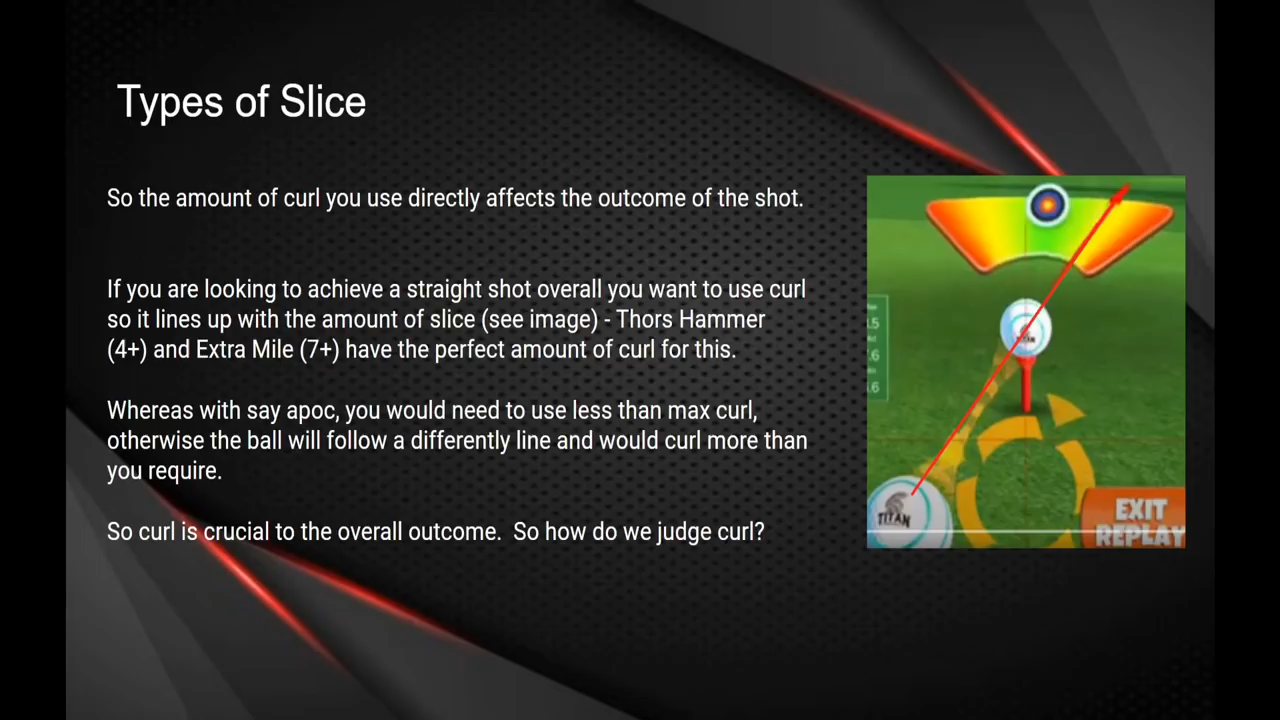 Types of Slice
So the amount of curl you use directly affects the outcome of the shot.
If you are looking to achieve a straight shot overall you want to use curl
so it lines up with the amount of slice (see image) - Thors Hammer
(4+) and Extra Mile (7+) have the perfect amount of curl for this.
Whereas with say apoc, you would need to use less than max curl,
otherwise the ball will follow a differently line and would curl more than
you require.
So curl is crucial to the overall outcome.  So how do we judge curl?
TITAN
EXIT
REPLAY